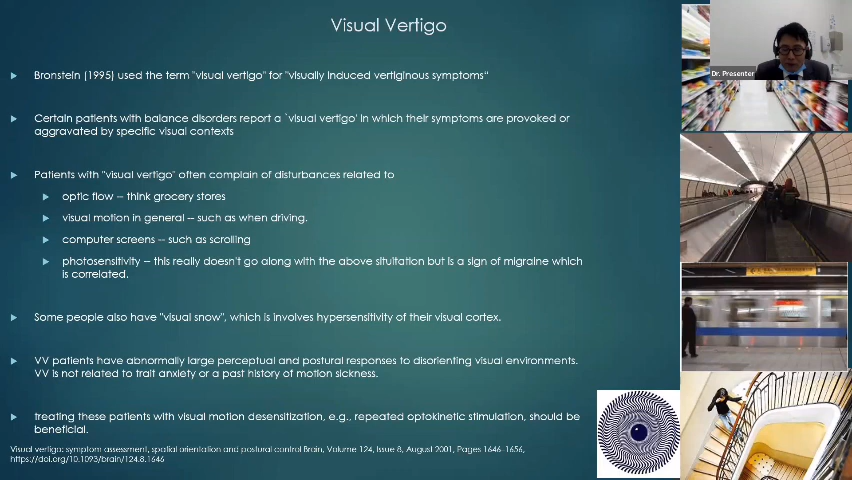 Visual Vertigo
Dr. Presenter
Bronstein (1995) used the term "visual vertigo" for "visually induced vertiginous symptoms"
Certain patients with balance disorders report a `visual vertigo' in which their symptoms are provoked or
aggravated by specific visual contexts
Patients with "visual vertigo" often complain of disturbances related to
optic flow -- think grocery stores
visual motion in general -- such as when driving.
computer screens -- such as scrolling
photosensitivity -- this really doesn't go along with the above situitation but is a sign of migraine which
is correlated.
Some people also have "visual snow", which is involves hypersensitivity of their visual cortex.
VV patients have abnormally large perceptual and postural responses to disorienting visual environments.
VV is not related to trait anxiety or a past history of motion sickness.
treating these patients with visual motion desensitization, e.g., repeated optokinetic stimulation, should be
beneficial.
Visual vertigo: symptom assessment, spatial orientation and postural control Brain, Volume 124, Issue 8, August 2001, Pages 1646–1656,
https://doi.org/10.1093/brain/124.8.1646